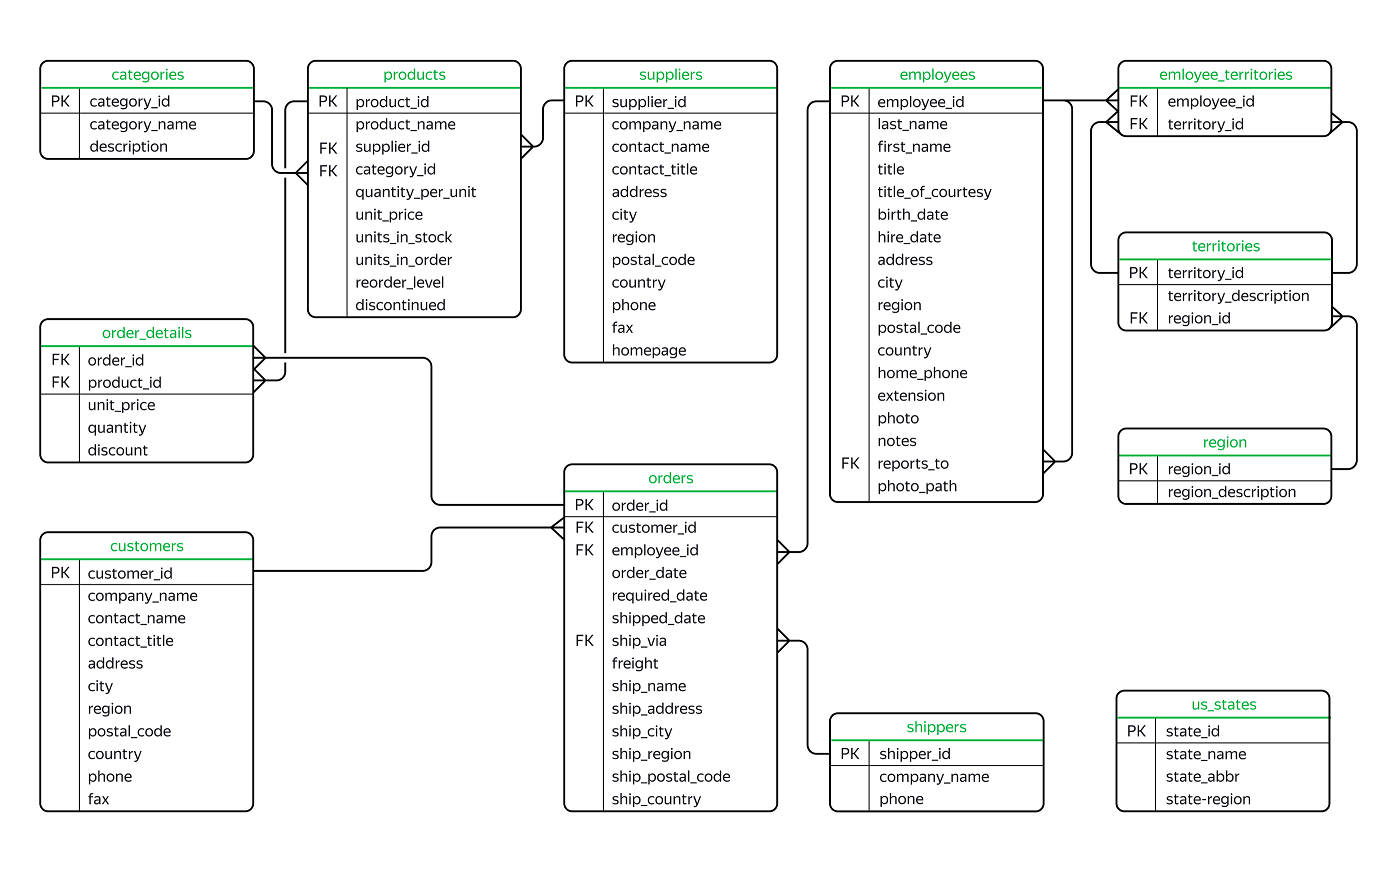 categories
PK category_id
category_name
description
products
PK product_id
product_name
FK supplier_id
FK category_id
quantity_per_unit
unit_price
units_in_stock
units_in_order
reorder_level
discontinued
suppliers
PK supplier_id
company_name
contact_name
contact_title
address
city
region
postal_code
country
phone
fax
homepage
employees
PK employee_id
last_name
first_name
title
title_of_courtesy
birth_date
hire_date
address
city
region
postal_code
country
home_phone
extension
photo
notes
FK reports_to
photo_path
emloyee_territories
FK employee_id
FK territory_id
territories
PK territory_id
territory_description
FK region_id
order_details
FK order_id
FK product_id
unit_price
quantity
discount
region
PK region_id
region_description
orders
PK order_id
FK customer_id
FK employee_id
order_date
required_date
shipped_date
FK ship_via
freight
ship_name
ship_address
ship_city
ship_region
ship_postal_code
ship_country
customers
PK customer_id
company_name
contact_name
contact_title
address
city
region
postal_code
country
phone
fax
shippers
PK shipper_id
company_name
phone
us_states
PK state_id
state_name
state_abbr
state-region